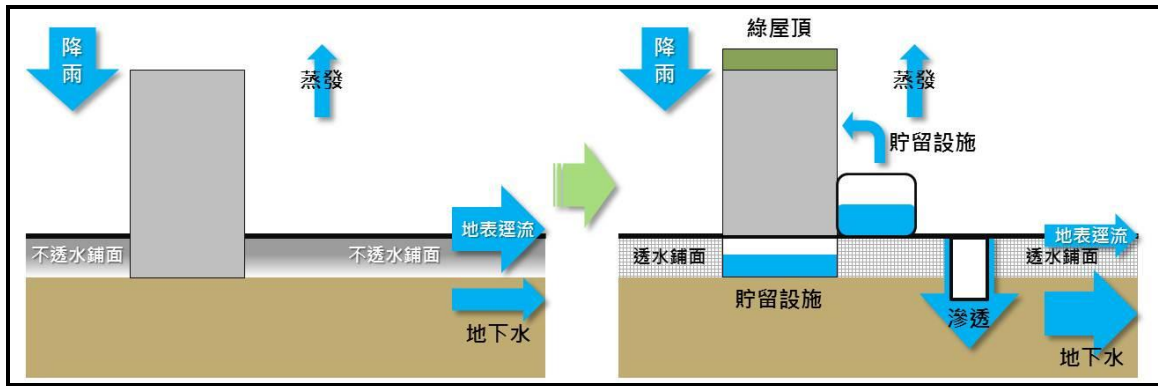 降
雨
蒸發
不透水鋪面
不透水鋪面
地表逕流
地下水
降
雨
綠屋頂
蒸發
貯留設施
透水鋪面
地表逕流
透水鋪面
貯留設施
滲透
地下水